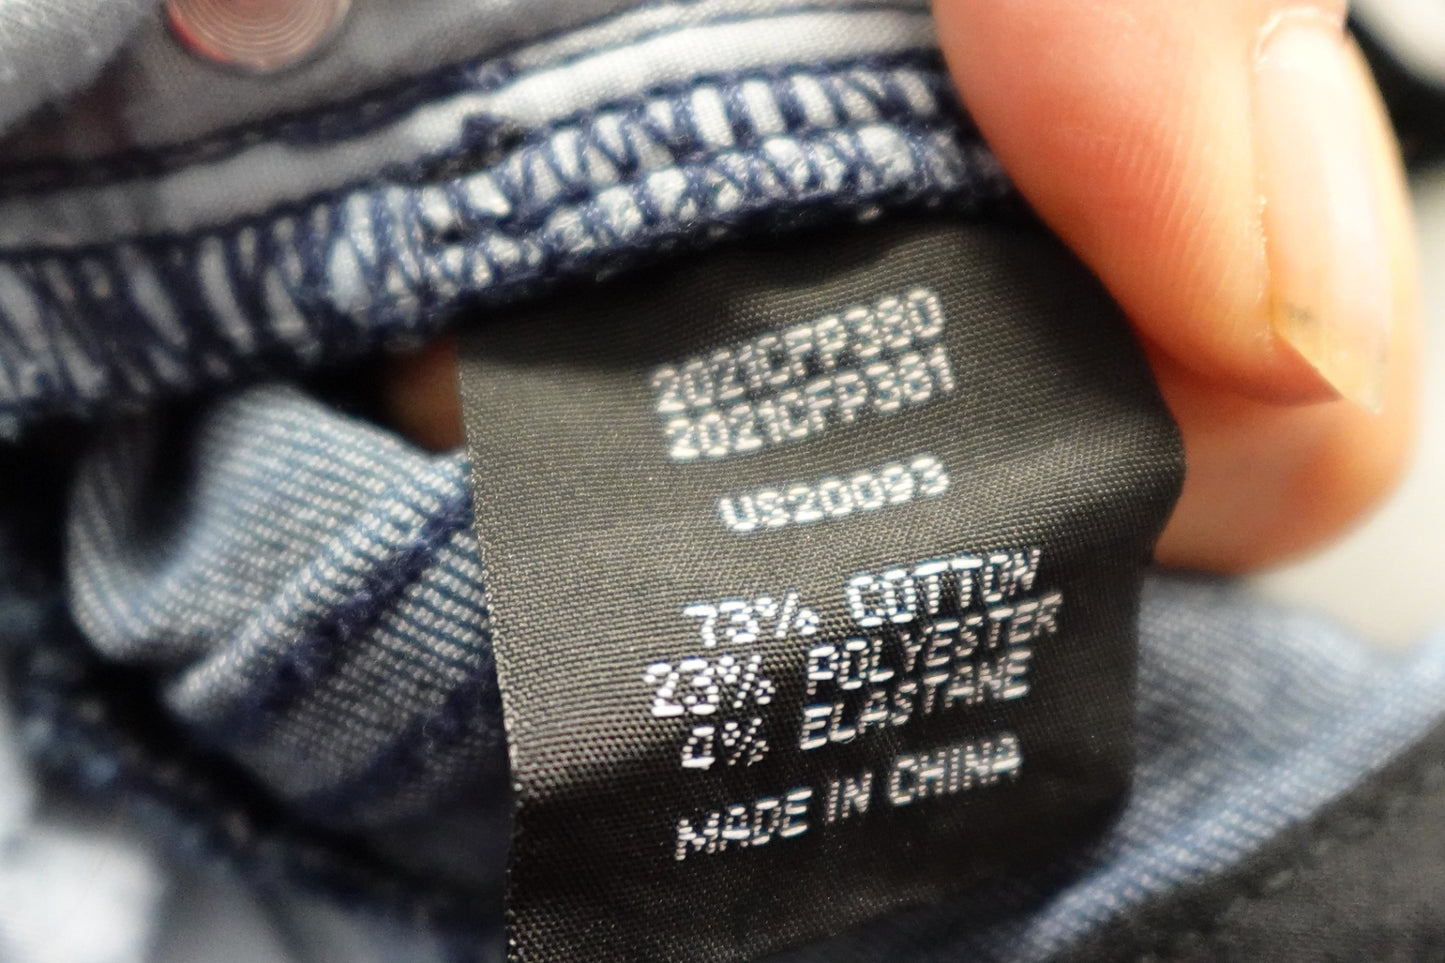 2021CFP380
2021CFP381
US20093
73% COTTON
23% POLYESTER
4% ELASTANE
MADE IN CHINA